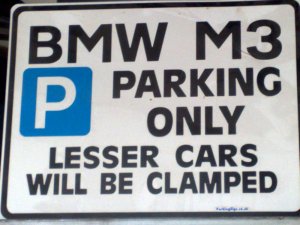 BMW M3
P PARKING
ONLY
LESSER CARS
WILL BE CLAMPED